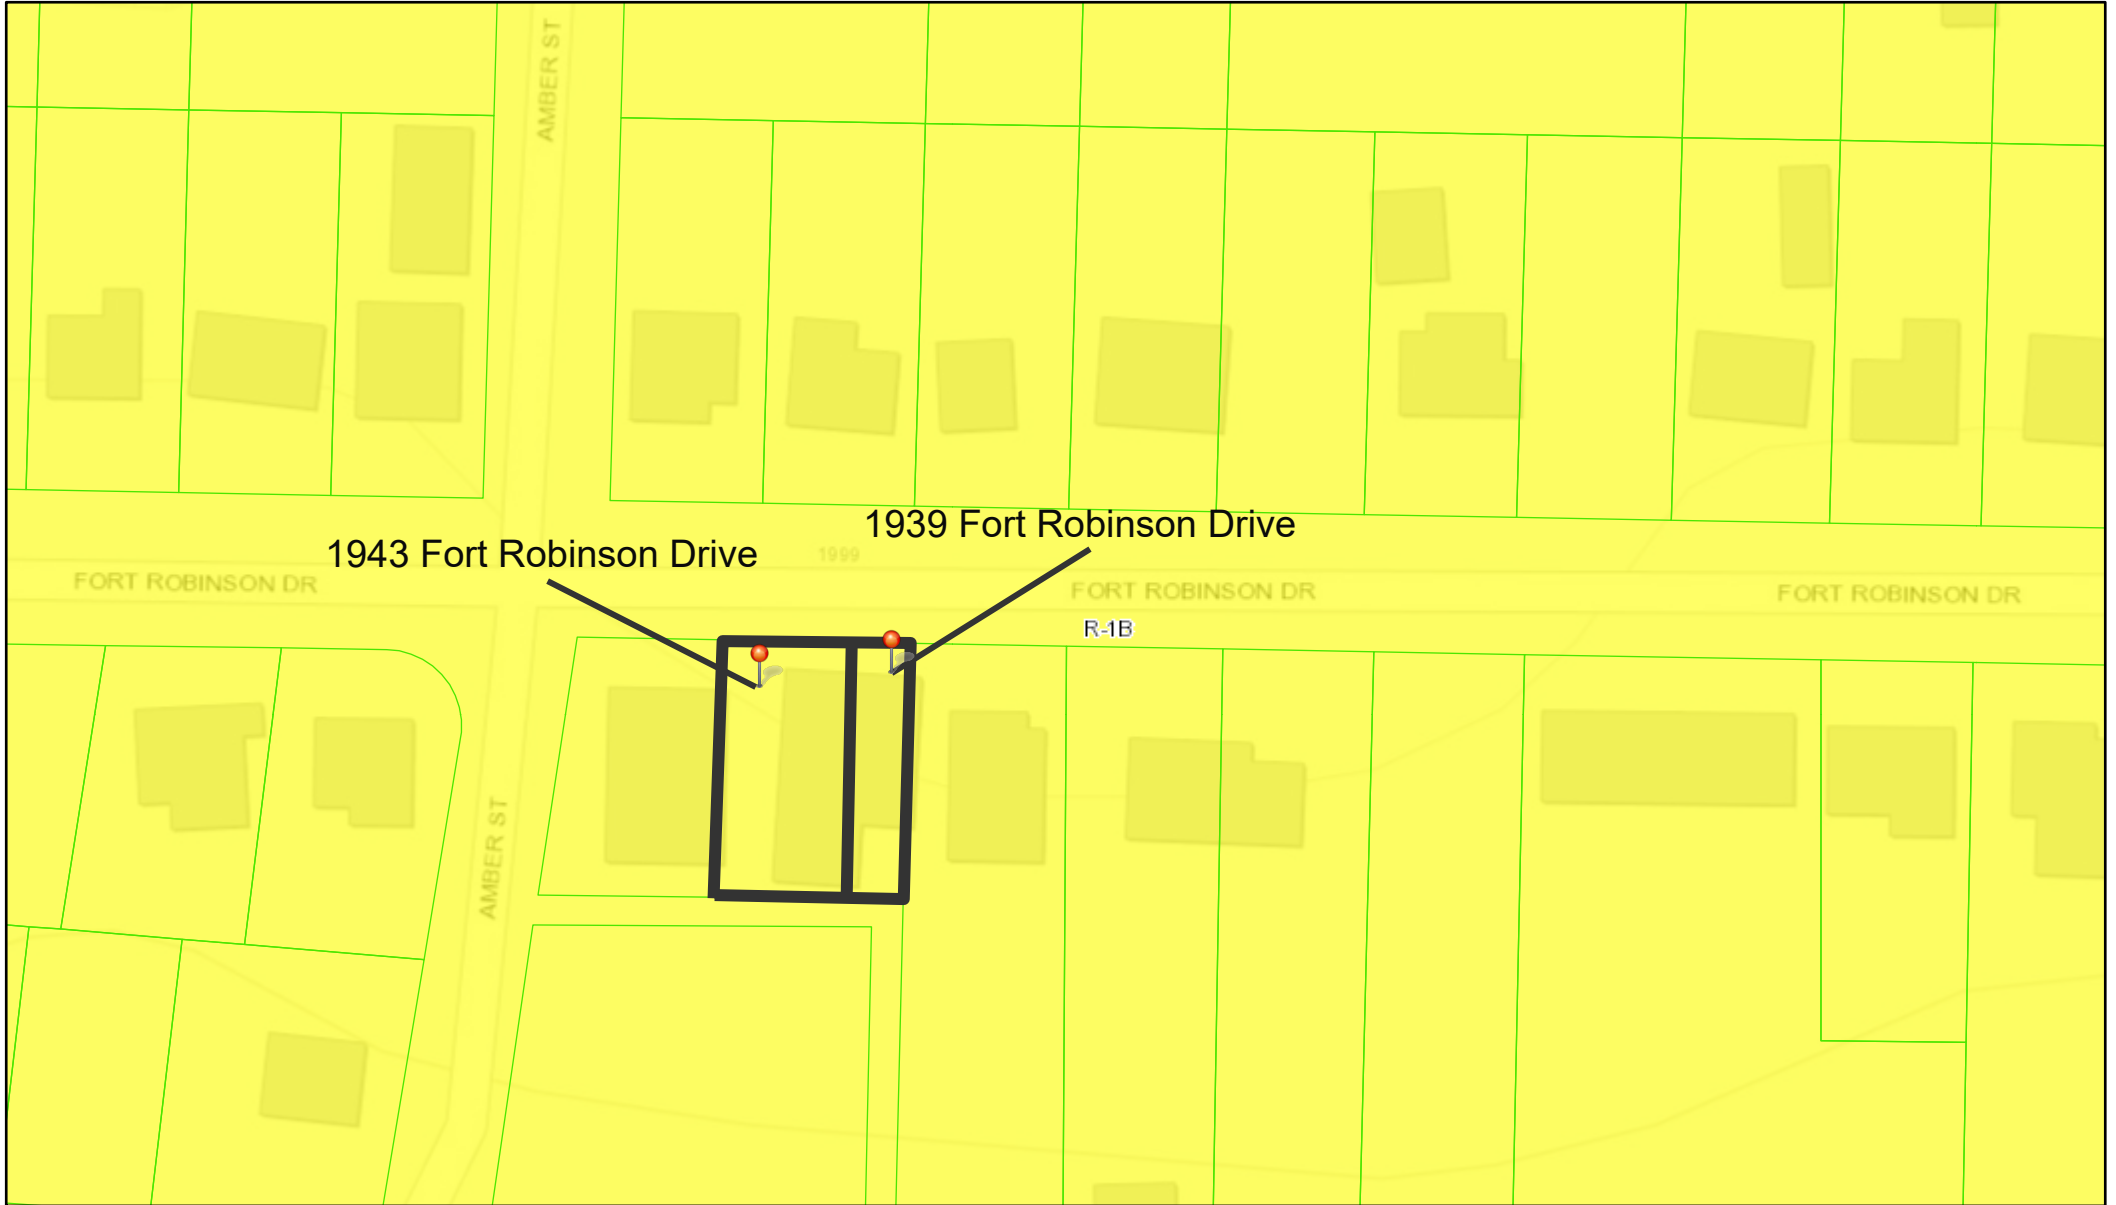 AMBER ST
1939 Fort Robinson Drive
1943 Fort Robinson Drive
1999
FORT ROBINSON DR
FORT ROBINSON DR
FORT ROBINSON DR
R-1B
AMBER ST